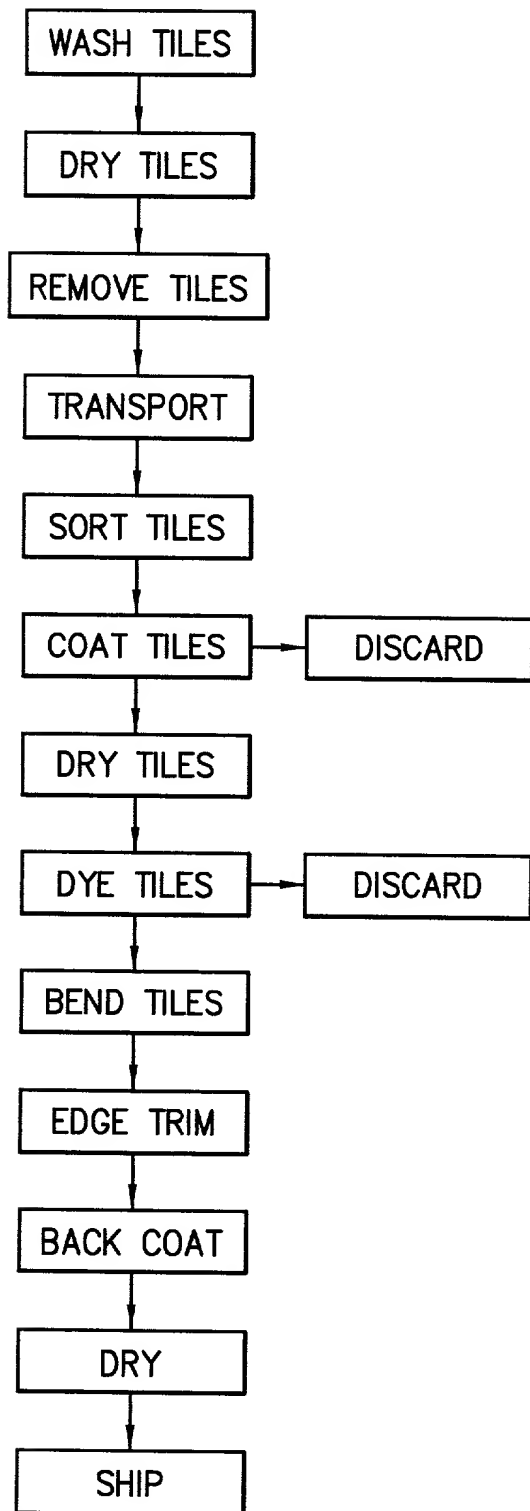 WASH TILES
DRY TILES
REMOVE TILES
TRANSPORT
SORT TILES
COAT TILES
DISCARD
DRY TILES
DYE TILES
DISCARD
BEND TILES
EDGE TRIM
BACK COAT
DRY
SHIP